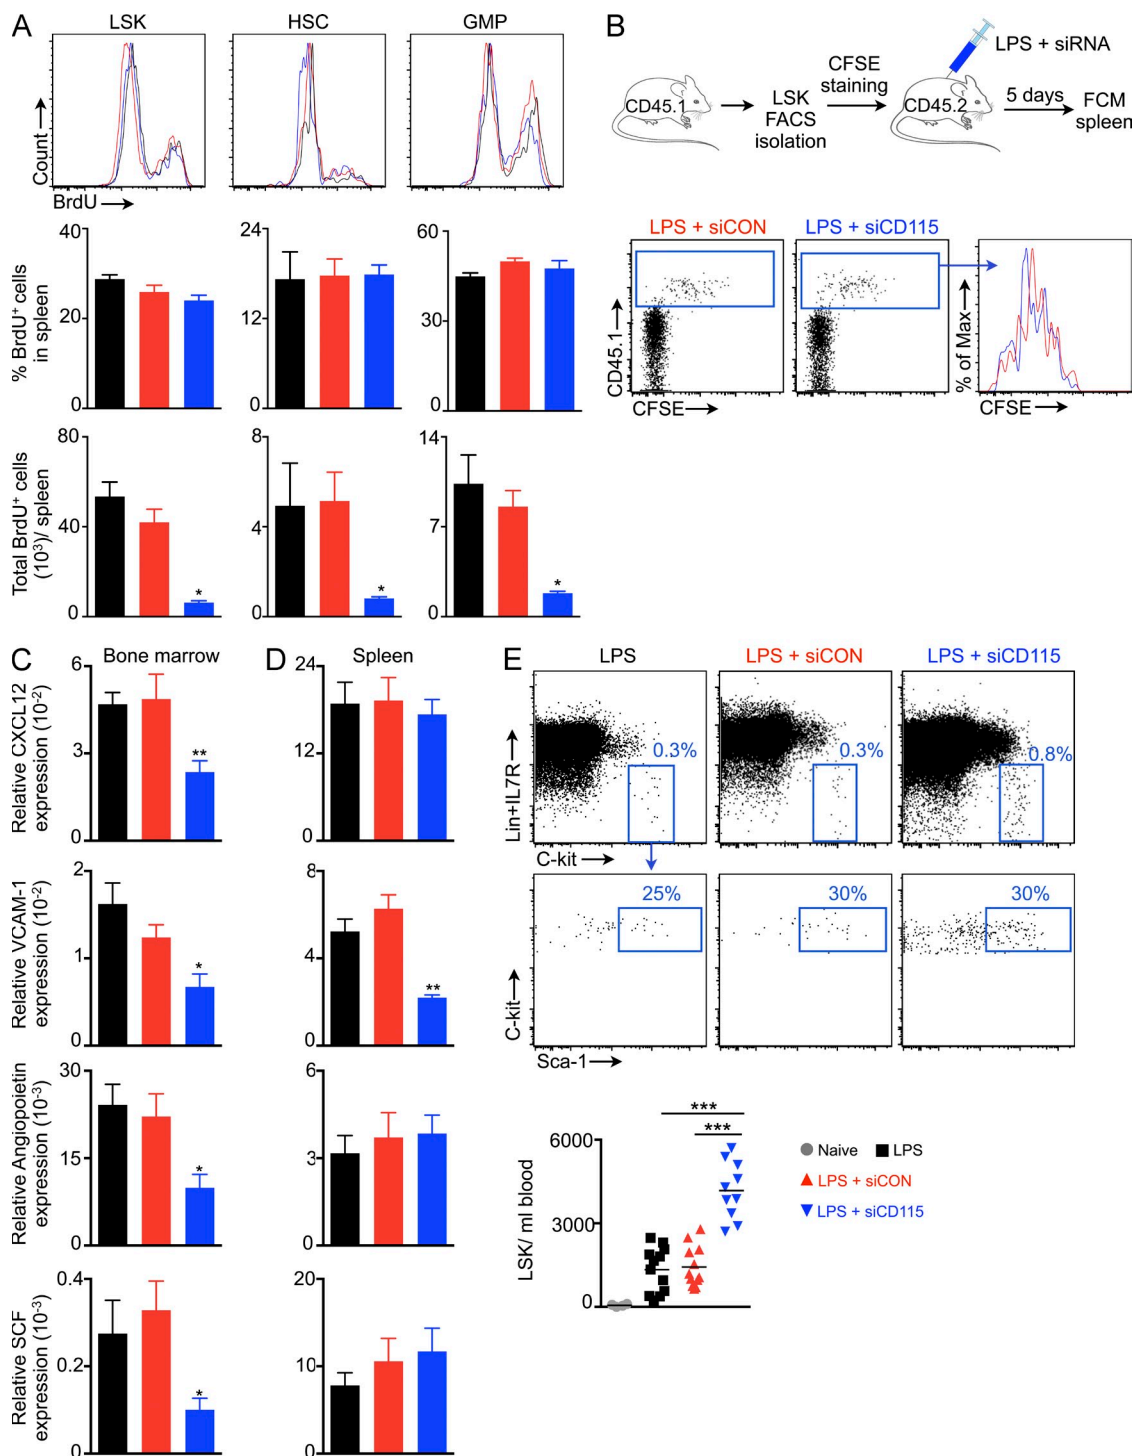 A
LSK
HSC
GMP
Count
BrdU
40
20
0
% BrdU⁺ cells
in spleen
24
12
0
60
30
0
80
40
0
Total BrdU⁺ cells
(10³)/ spleen
*
8
4
0
*
14
7
0
*
B
CD45.1
LSK
FACS
isolation
CFSE
staining
CD45.2
LPS + siRNA
5 days
FCM
spleen
LPS + siCON
LPS + siCD115
CD45.1
CFSE
% of Max
CFSE
C
Bone marrow
6
3
0
Relative CXCL12
expression (10⁻²)
**
2
1
0
Relative VCAM-1
expression (10⁻²)
*
30
15
0
Relative Angiopoietin
expression (10⁻³)
*
0.4
0.2
0
Relative SCF
expression (10⁻³)
*
D
Spleen
24
12
0
8
4
0
**
6
3
0
20
10
0
E
LPS
LPS + siCON
LPS + siCD115
0.3%
0.3%
0.8%
Lin+IL7R
C-kit
25%
30%
30%
C-kit
Sca-1
***
***
6000
3000
0
LSK/ ml blood
Naive
LPS
LPS + siCON
LPS + siCD115